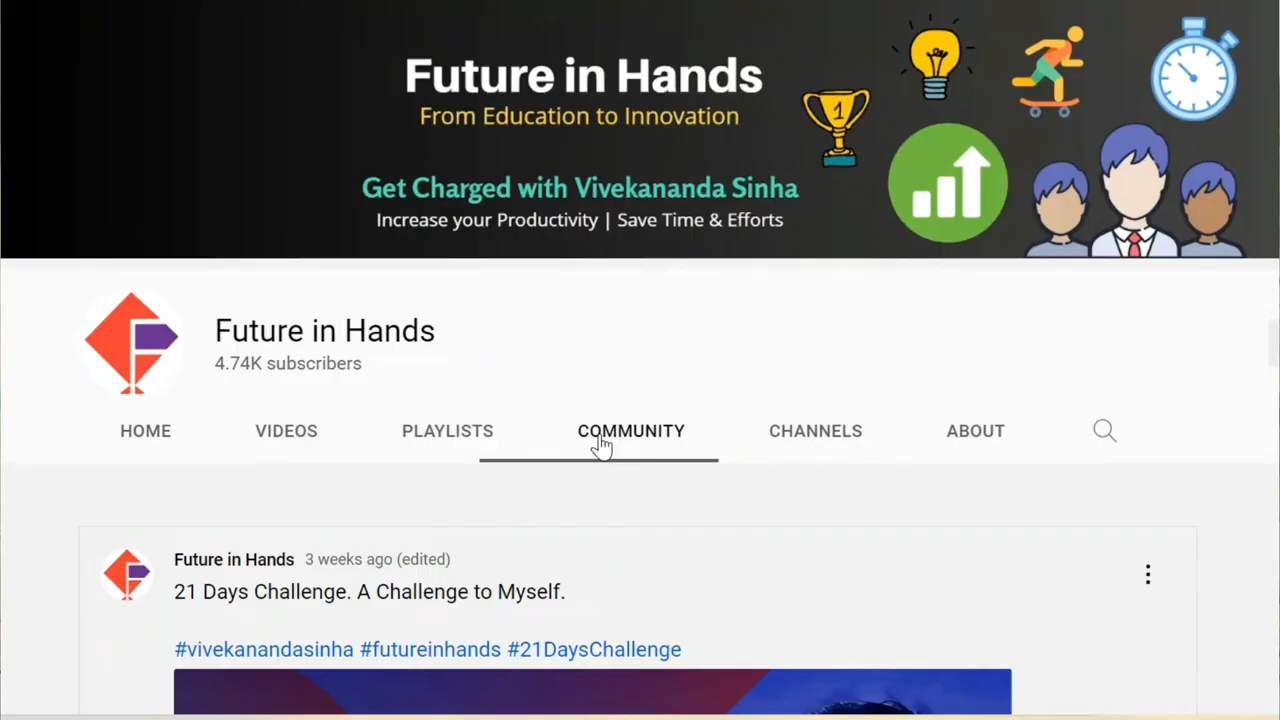 Future in Hands
From Education to Innovation
1
Get Charged with Vivekananda Sinha
Increase your Productivity | Save Time & Efforts
Future in Hands
4.74K subscribers
HOME VIDEOS PLAYLISTS COMMUNITY CHANNELS ABOUT
Future in Hands 3 weeks ago (edited)
21 Days Challenge. A Challenge to Myself.
#vivekanandasinha #futureinhands #21DaysChallenge